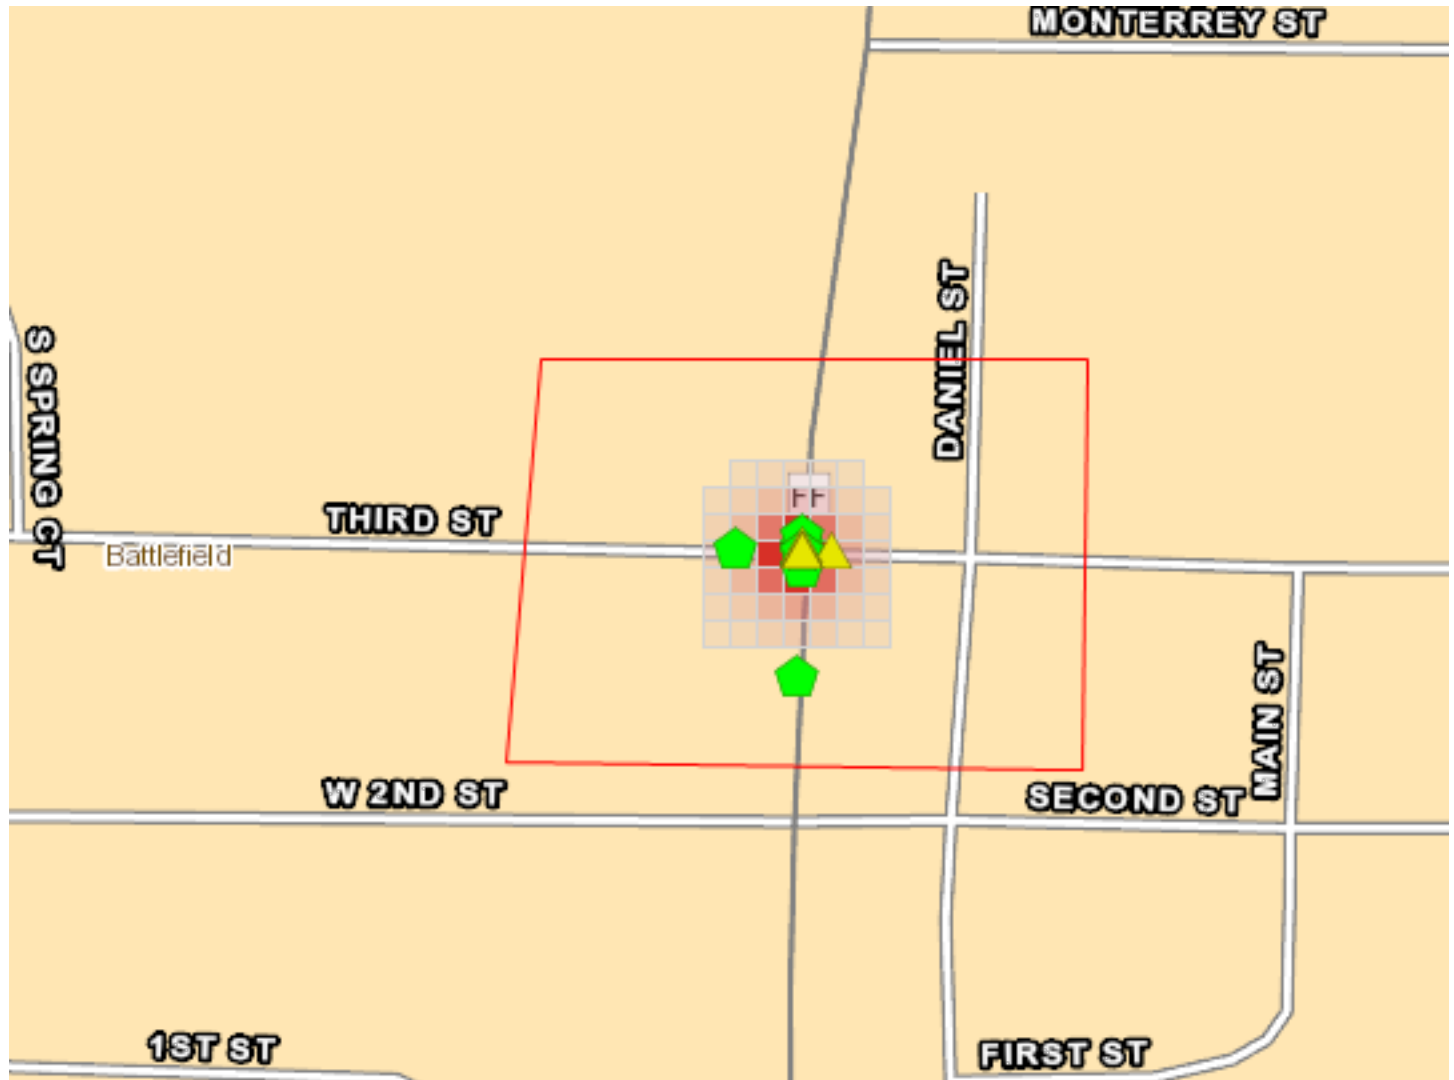 MONTERREY ST
DANIEL ST
S SPRING CT
FF
THIRD ST
Battlefield
MAIN ST
W 2ND ST
SECOND ST
1ST ST
FIRST ST